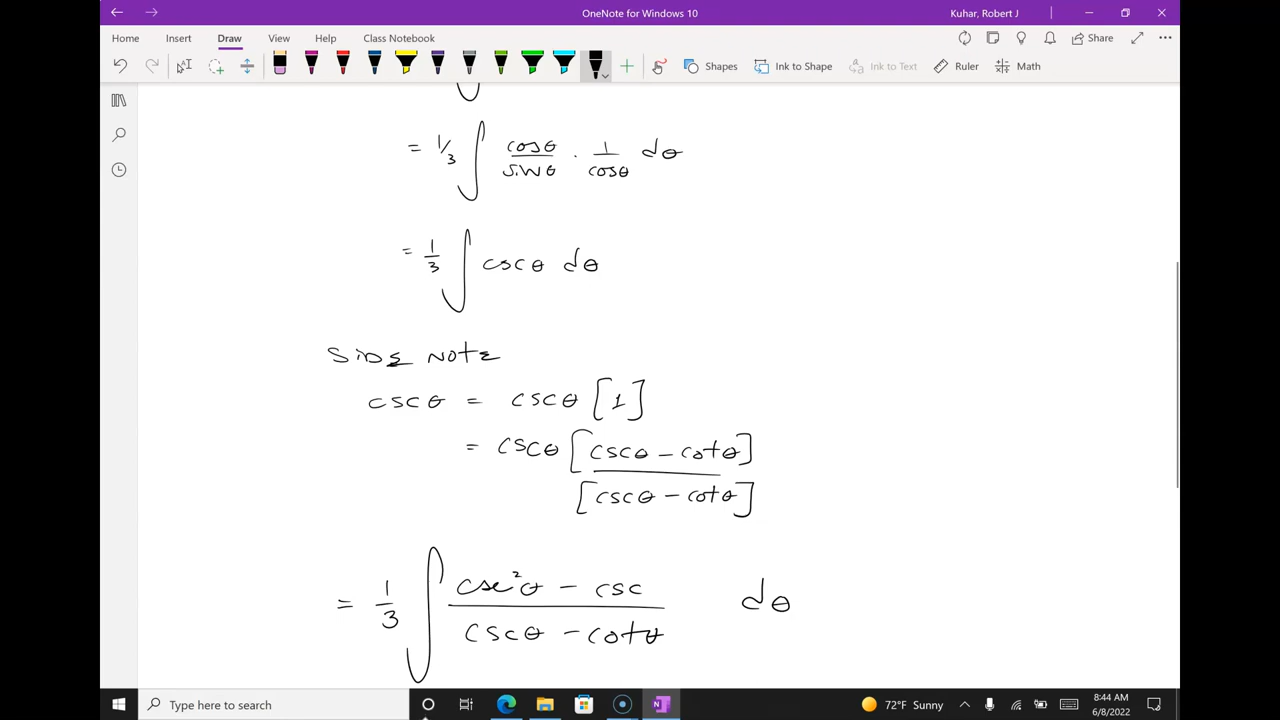 OneNote for Windows 10
Kuhar, Robert J
Home Insert Draw View Help Class Notebook
Share
Shapes Ink to Shape Ink to Text Ruler Math
= 1/3 ∫ cosθ/sinθ · 1/cosθ dθ
= 1/3 ∫ cscθ dθ
SIDE NOTE
cscθ = cscθ [1]
= cscθ [cscθ - cotθ]
[cscθ - cotθ]
= 1/3 ∫ csc²θ - csc / cscθ - cotθ dθ
Type here to search
72°F Sunny
8:44 AM
6/8/2022